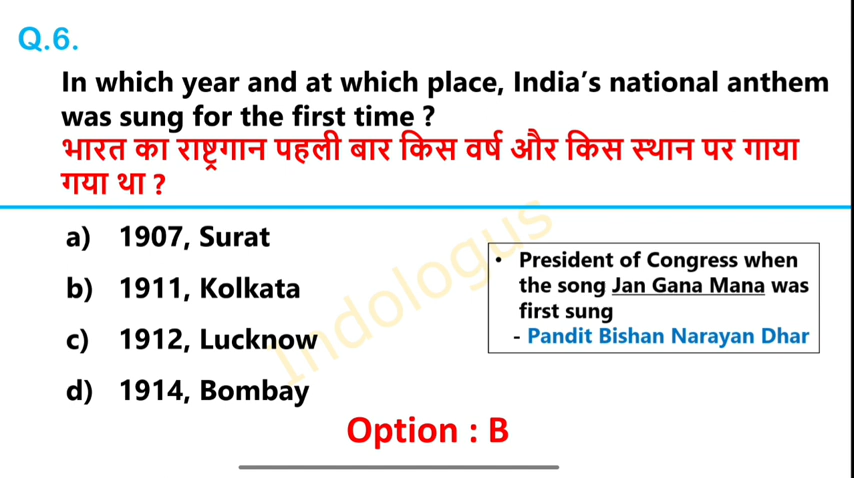 Q.6.
In which year and at which place, India's national anthem
was sung for the first time ?
भारत का राष्ट्रगान पहली बार किस वर्ष और किस स्थान पर गाया
गया था ?
a) 1907, Surat
b) 1911, Kolkata
c) 1912, Lucknow
d) 1914, Bombay
• President of Congress when
the song Jan Gana Mana was
first sung
- Pandit Bishan Narayan Dhar
Indologus
Option : B